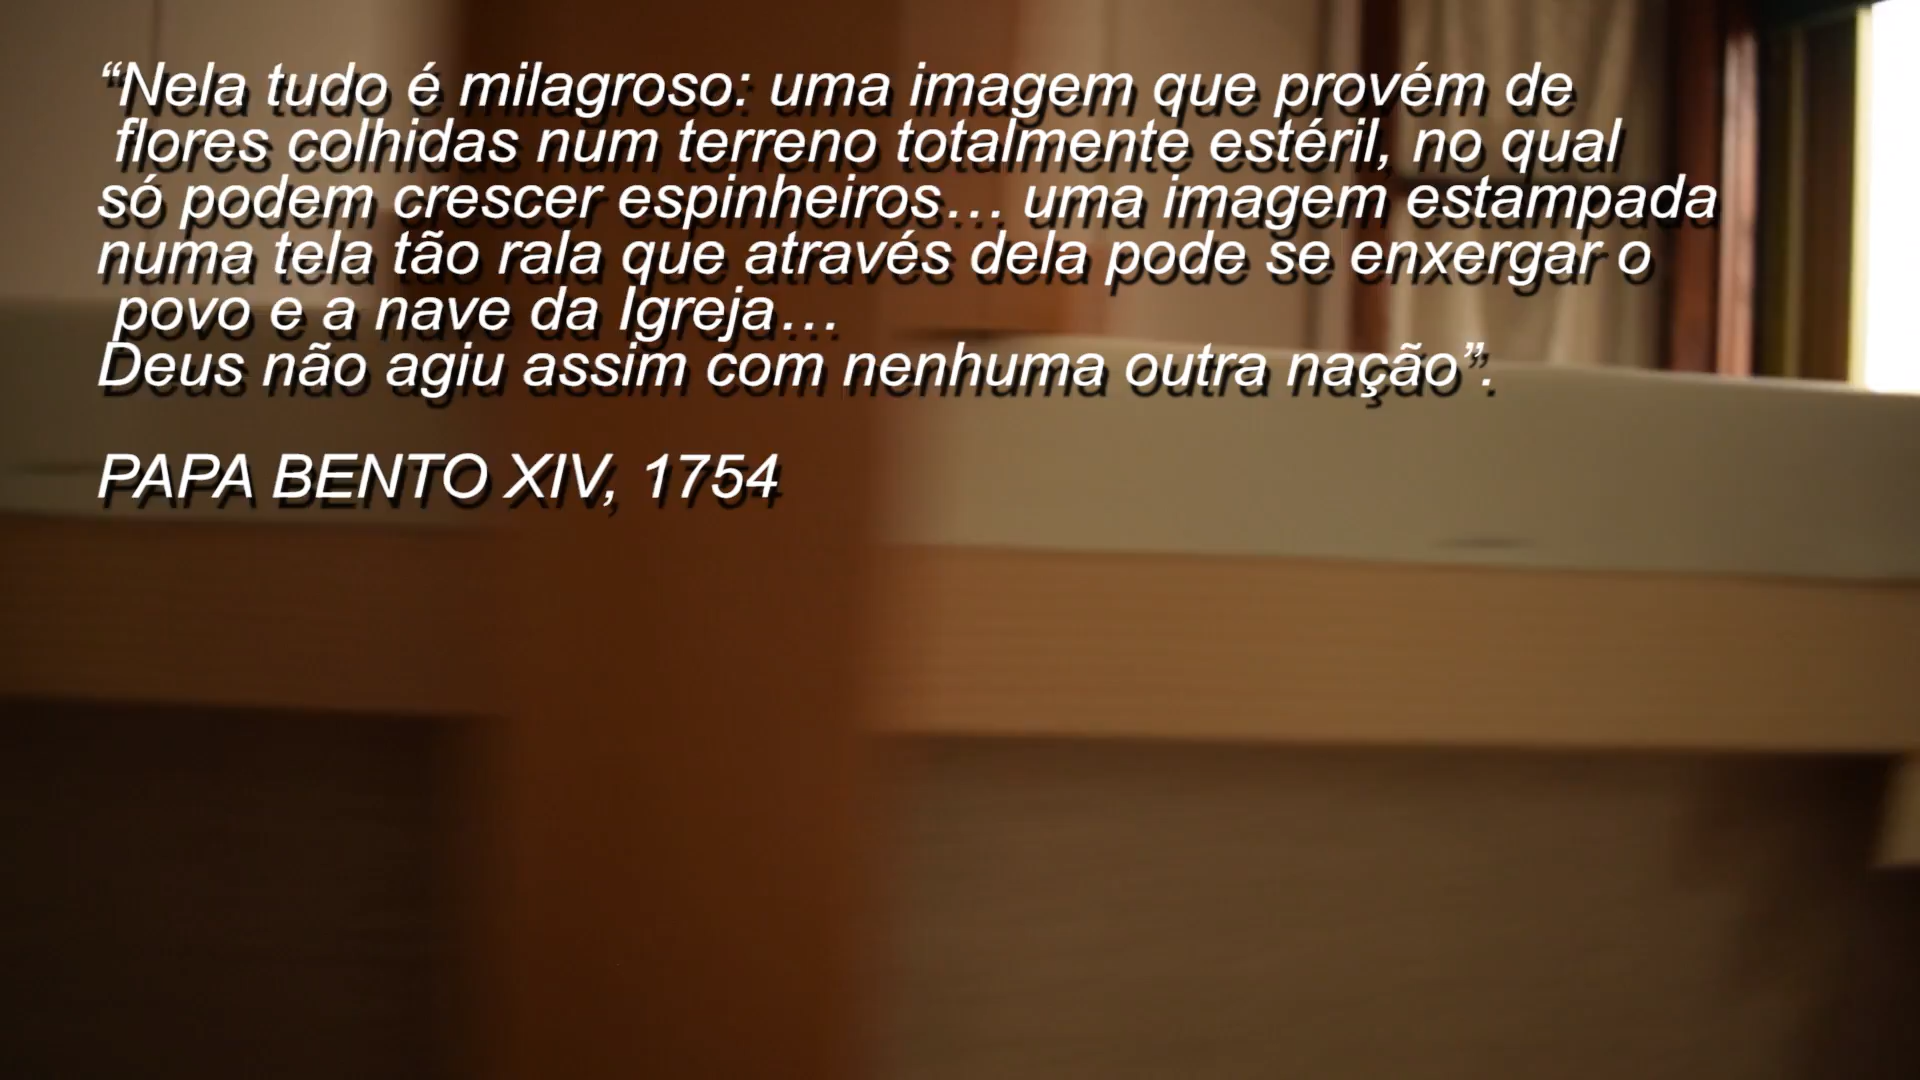 “Nela tudo é milagroso: uma imagem que provém de
flores colhidas num terreno totalmente estéril, no qual
só podem crescer espinheiros… uma imagem estampada
numa tela tão rala que através dela pode se enxergar o
povo e a nave da Igreja…
Deus não agiu assim com nenhuma outra nação”.
PAPA BENTO XIV, 1754